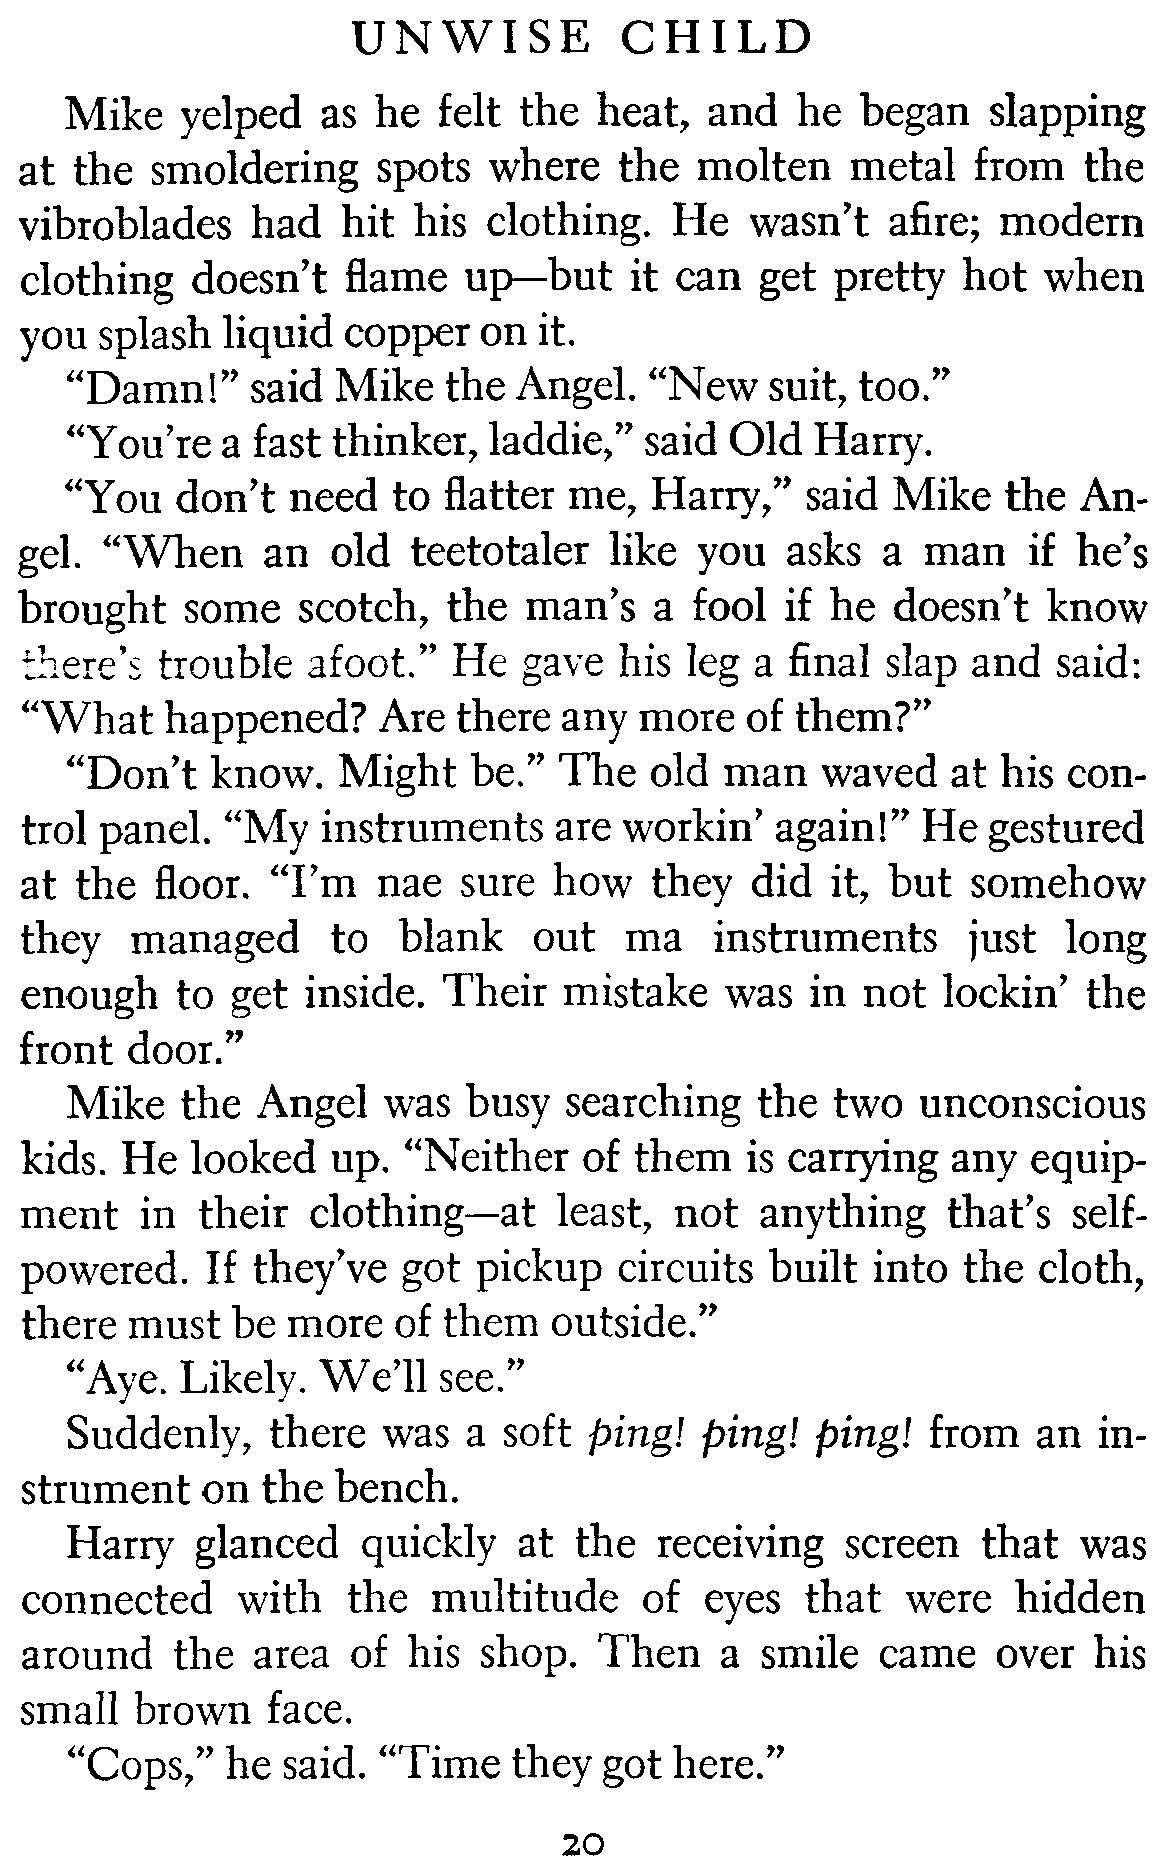 UNWISE CHILD
Mike yelped as he felt the heat, and he began slapping
at the smoldering spots where the molten metal from the
vibroblades had hit his clothing. He wasn't afire; modern
clothing doesn't flame up—but it can get pretty hot when
you splash liquid copper on it.
“Damn!” said Mike the Angel. “New suit, too.”
“You're a fast thinker, laddie,” said Old Harry.
“You don't need to flatter me, Harry,” said Mike the An-
gel. “When an old teetotaler like you asks a man if he's
brought some scotch, the man's a fool if he doesn't know
there's trouble afoot.” He gave his leg a final slap and said:
“What happened? Are there any more of them?”
“Don't know. Might be.” The old man waved at his con-
trol panel. “My instruments are workin' again!” He gestured
at the floor. “I'm nae sure how they did it, but somehow
they managed to blank out ma instruments just long
enough to get inside. Their mistake was in not lockin' the
front door.”
Mike the Angel was busy searching the two unconscious
kids. He looked up. “Neither of them is carrying any equip-
ment in their clothing—at least, not anything that's self-
powered. If they've got pickup circuits built into the cloth,
there must be more of them outside.”
“Aye. Likely. We'll see.”
Suddenly, there was a soft ping! ping! ping! from an in-
strument on the bench.
Harry glanced quickly at the receiving screen that was
connected with the multitude of eyes that were hidden
around the area of his shop. Then a smile came over his
small brown face.
“Cops,” he said. “Time they got here.”
20